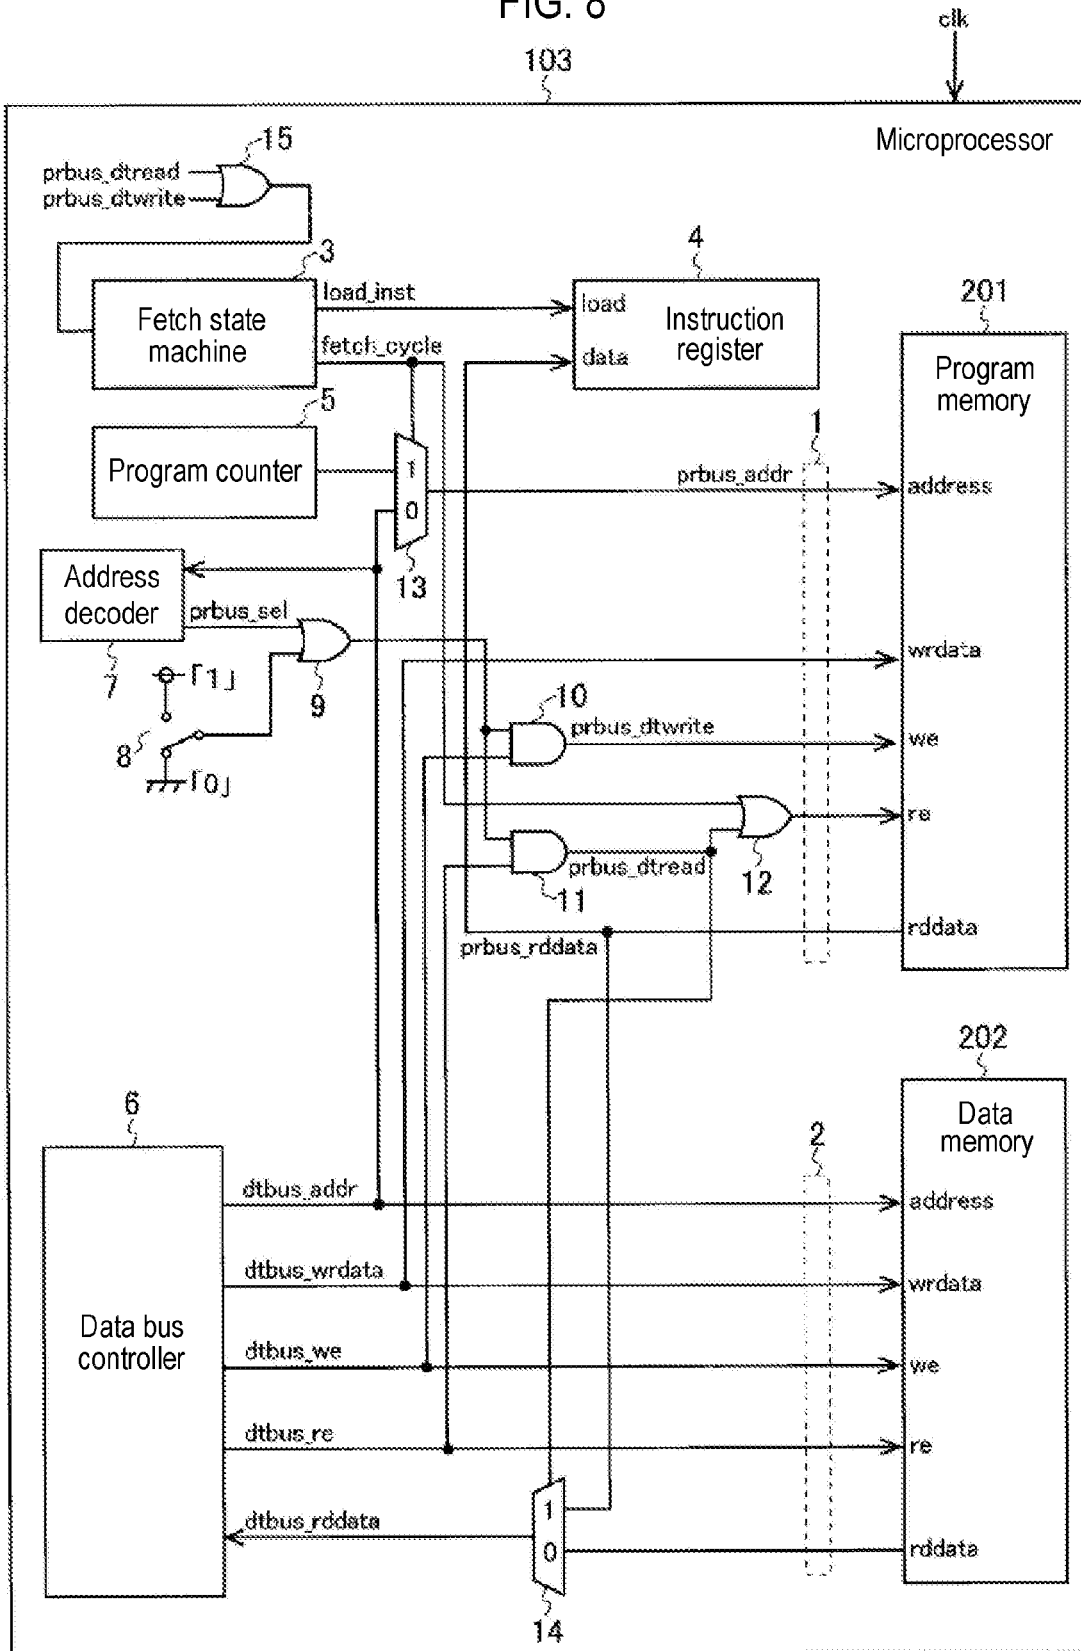 FIG. 8
clk
103
Microprocessor
15
prbus_dtread
prbus_dtwrite
3
4
201
Fetch state
machine
load_inst
fetch_cycle
load
data
Instruction
register
Program
memory
5
Program counter
1
0
13
prbus_addr
1
address
Address
decoder
prbus_sel
7
8
「1」
「0」
9
wrdata
10
prbus_dtwrite
we
re
12
prbus_dtread
11
prbus_rddata
rddata
202
6
Data
memory
2
dtbus_addr
address
dtbus_wrdata
wrdata
Data bus
controller
dtbus_we
we
dtbus_re
re
dtbus_rddata
1
0
rddata
14